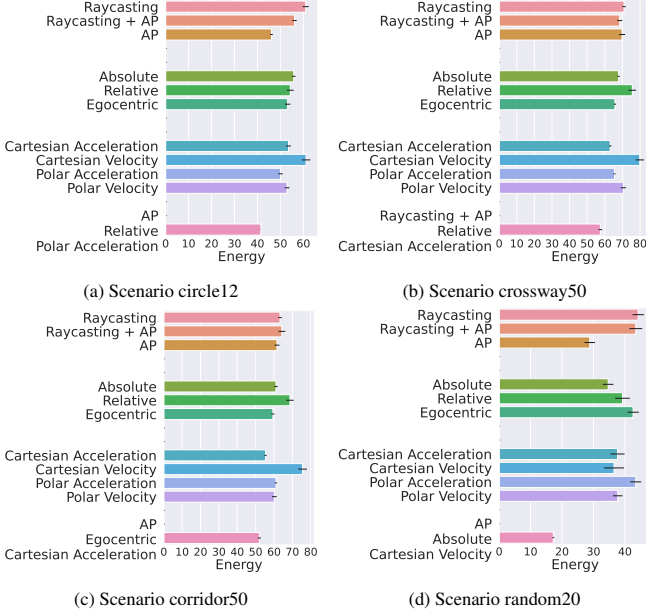 Raycasting
Raycasting + AP
AP
Absolute
Relative
Egocentric
Cartesian Acceleration
Cartesian Velocity
Polar Acceleration
Polar Velocity
AP
Relative
Polar Acceleration
0 10 20 30 40 50 60
Energy
(a) Scenario circle12
Raycasting
Raycasting + AP
AP
Absolute
Relative
Egocentric
Cartesian Acceleration
Cartesian Velocity
Polar Acceleration
Polar Velocity
Raycasting + AP
Relative
Cartesian Acceleration
0 10 20 30 40 50 60 70 80
Energy
(b) Scenario crossway50
Raycasting
Raycasting + AP
AP
Absolute
Relative
Egocentric
Cartesian Acceleration
Cartesian Velocity
Polar Acceleration
Polar Velocity
AP
Egocentric
Cartesian Acceleration
0 10 20 30 40 50 60 70 80
Energy
(c) Scenario corridor50
Raycasting
Raycasting + AP
AP
Absolute
Relative
Egocentric
Cartesian Acceleration
Cartesian Velocity
Polar Acceleration
Polar Velocity
AP
Absolute
Cartesian Velocity
0 10 20 30 40
Energy
(d) Scenario random20